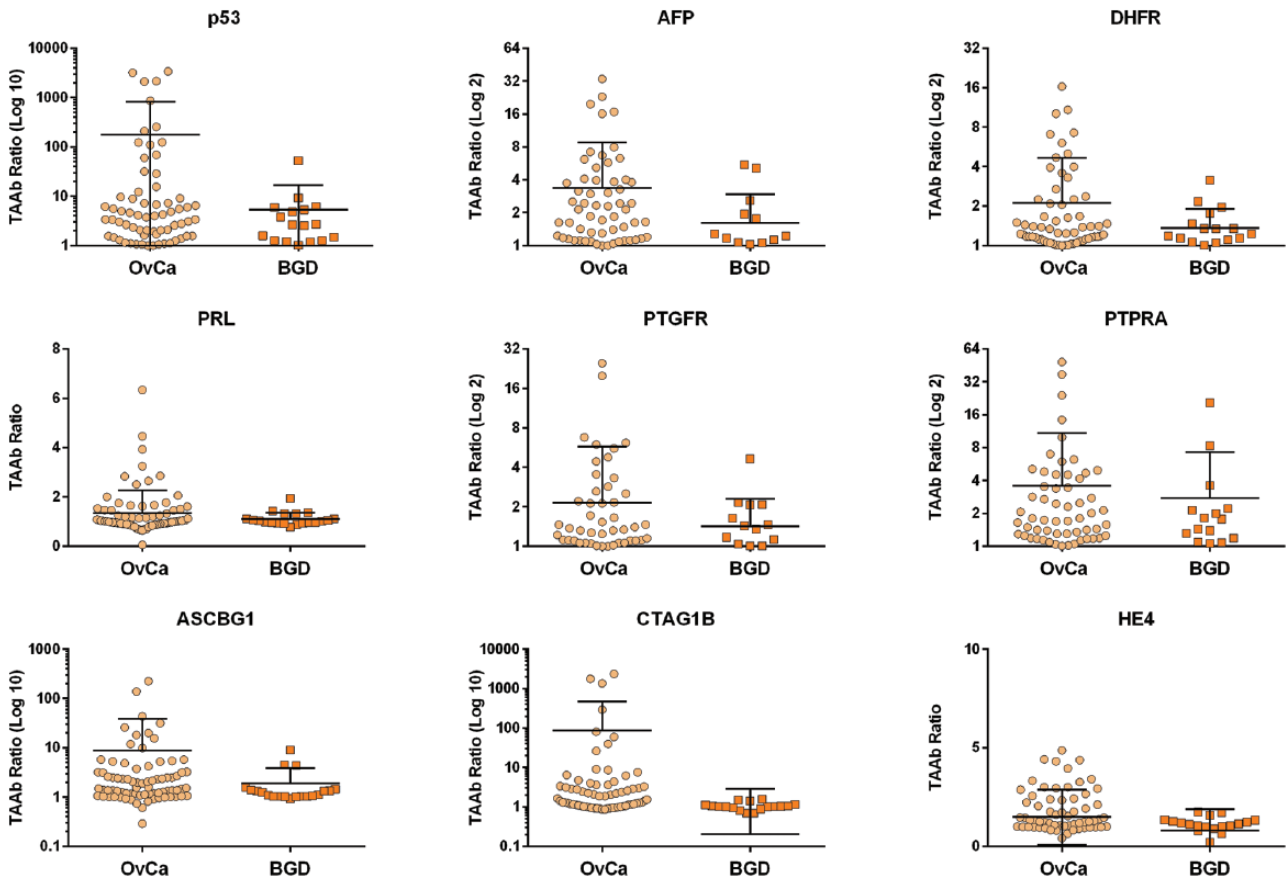 p53
TAAb Ratio (Log 10)
10000
1000
100
10
1
OvCa
BGD
AFP
TAAb Ratio (Log 2)
64
32
16
8
4
2
1
OvCa
BGD
DHFR
TAAb Ratio (Log 2)
32
16
8
4
2
1
OvCa
BGD
PRL
TAAb Ratio
8
6
4
2
0
OvCa
BGD
PTGFR
TAAb Ratio (Log 2)
32
16
8
4
2
1
OvCa
BGD
PTPRA
TAAb Ratio (Log 2)
64
32
16
8
4
2
1
OvCa
BGD
ASCBG1
TAAb Ratio (Log 10)
1000
100
10
1
0.1
OvCa
BGD
CTAG1B
TAAb Ratio (Log 10)
10000
1000
100
10
1
0.1
OvCa
BGD
HE4
TAAb Ratio
10
5
0
OvCa
BGD